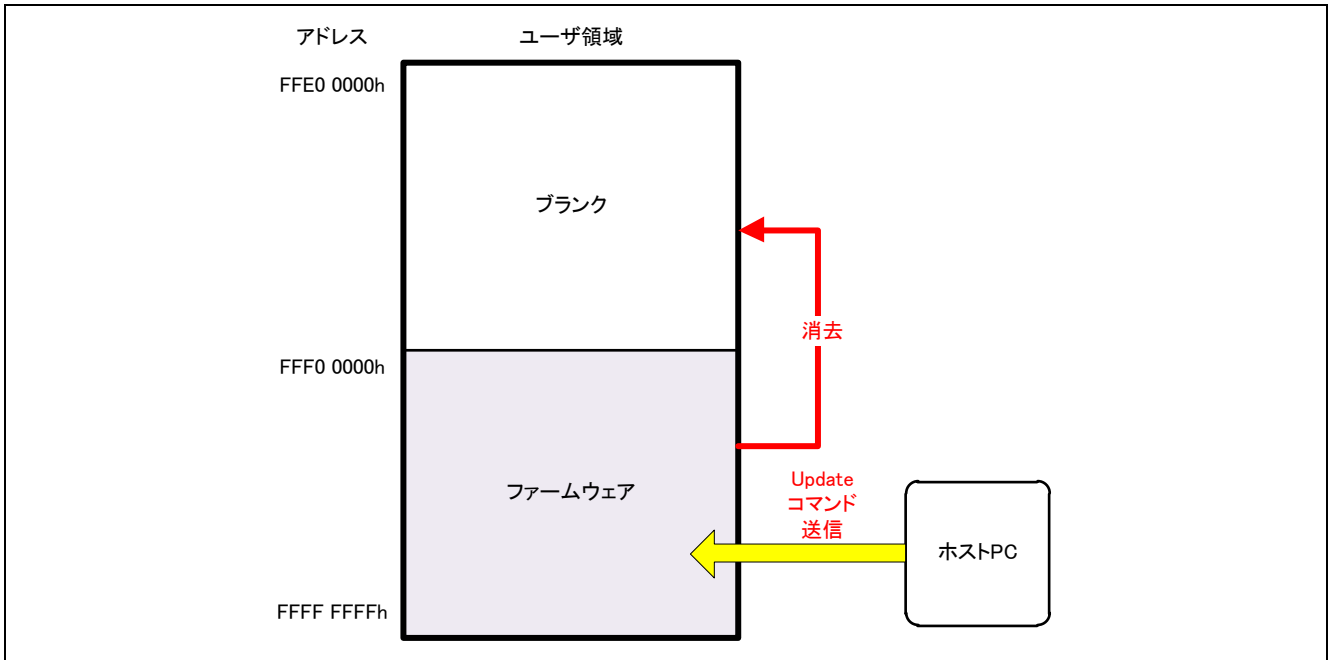 アドレス
ユーザ領域
FFE0 0000h
ブランク
消去
FFF0 0000h
ファームウェア
Update
コマンド
送信
ホストPC
FFFF FFFFh